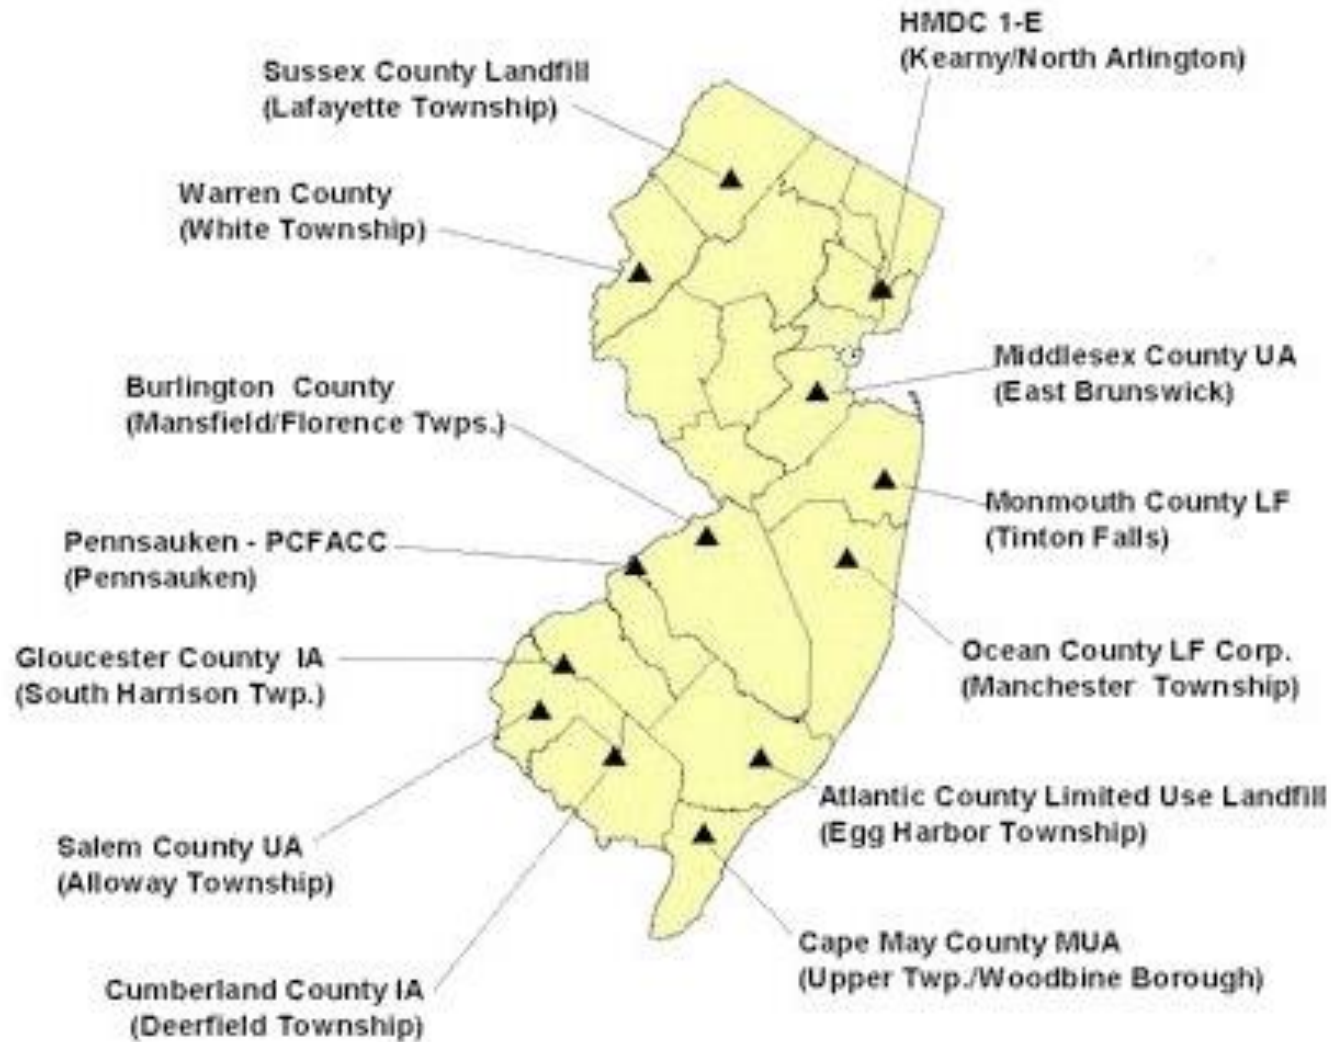 HMDC 1-E
(Kearny/North Arlington)
Sussex County Landfill
(Lafayette Township)
Warren County
(White Township)
Middlesex County UA
(East Brunswick)
Burlington County
(Mansfield/Florence Twps.)
Monmouth County LF
(Tinton Falls)
Pennsauken - PCFACC
(Pennsauken)
Gloucester County IA
(South Harrison Twp.)
Ocean County LF Corp.
(Manchester Township)
Atlantic County Limited Use Landfill
(Egg Harbor Township)
Salem County UA
(Alloway Township)
Cape May County MUA
(Upper Twp./Woodbine Borough)
Cumberland County IA
(Deerfield Township)